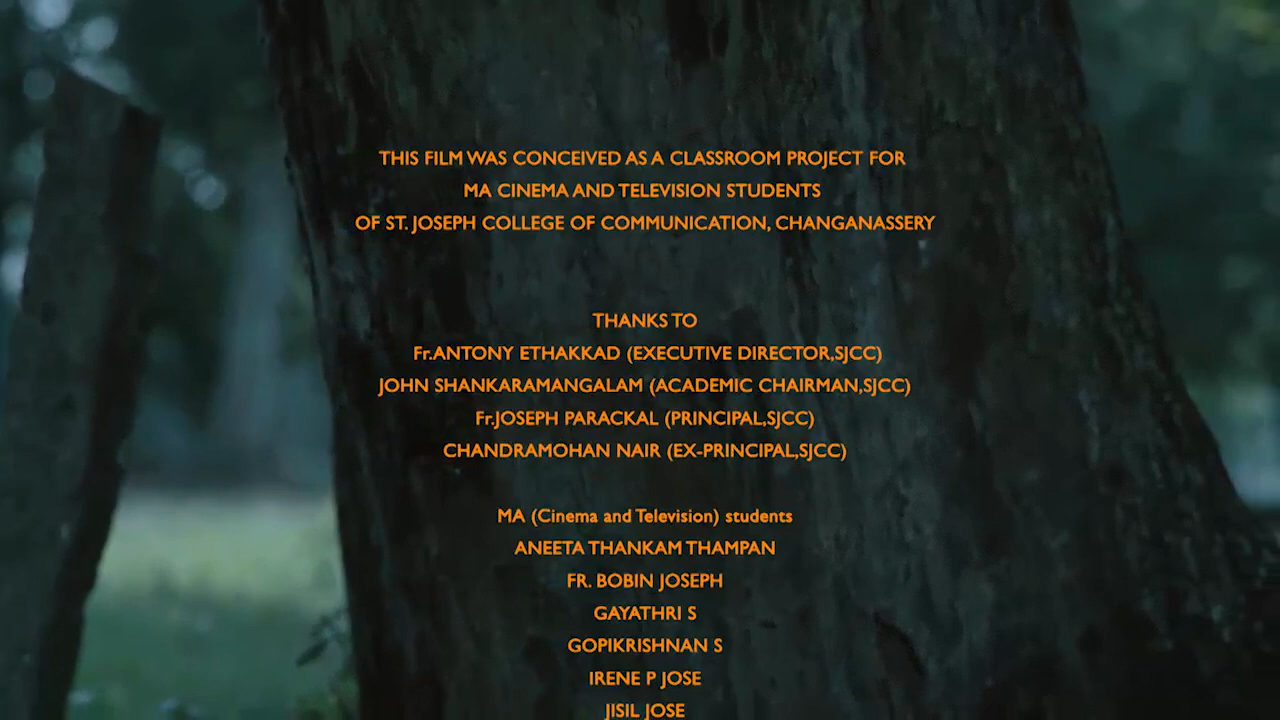 THIS FILM WAS CONCEIVED AS A CLASSROOM PROJECT FOR
MA CINEMA AND TELEVISION STUDENTS
OF ST. JOSEPH COLLEGE OF COMMUNICATION, CHANGANASSERY
THANKS TO
Fr.ANTONY ETHAKKAD (EXECUTIVE DIRECTOR,SJCC)
JOHN SHANKARAMANGALAM (ACADEMIC CHAIRMAN,SJCC)
Fr.JOSEPH PARACKAL (PRINCIPAL,SJCC)
CHANDRAMOHAN NAIR (EX-PRINCIPAL,SJCC)
MA (Cinema and Television) students
ANEETA THANKAM THAMPAN
FR. BOBIN JOSEPH
GAYATHRI S
GOPIKRISHNAN S
IRENE P JOSE
JISIL JOSE